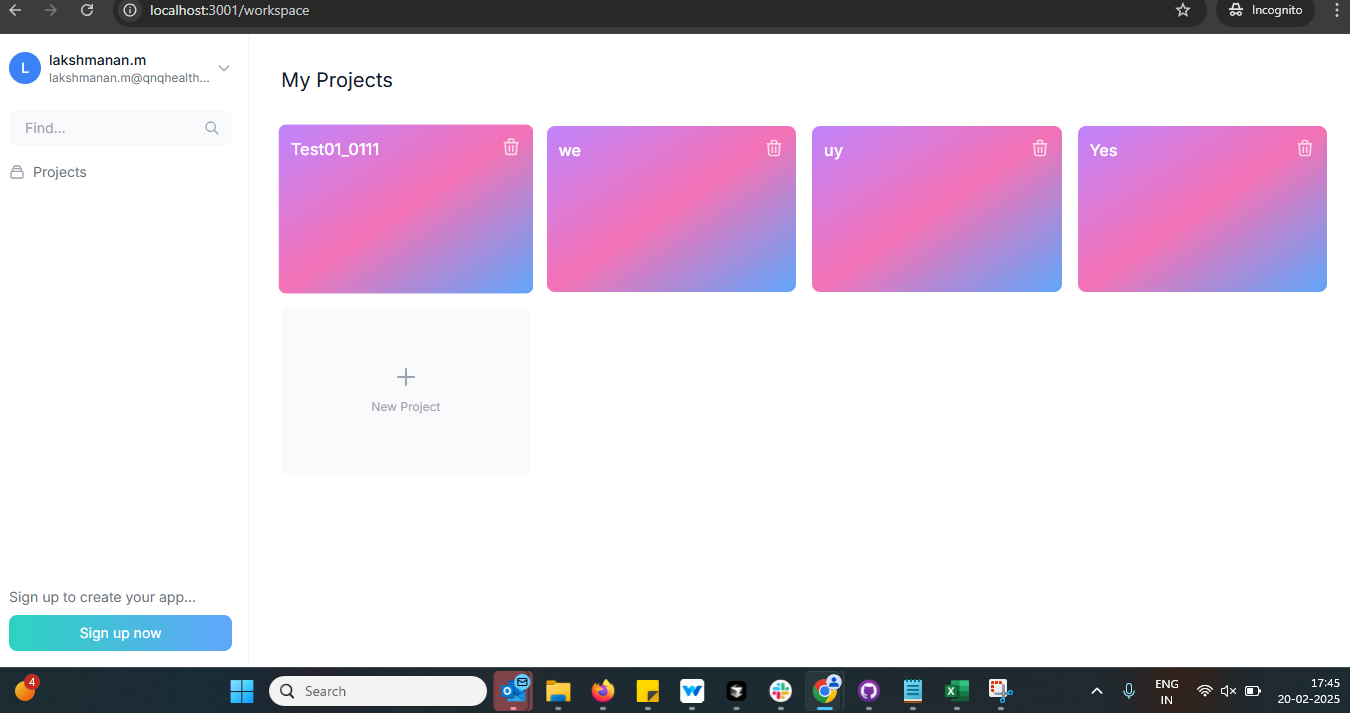 localhost:3001/workspace
Incognito
L
lakshmanan.m
lakshmanan.m@qnqhealth...
Find...
Projects
My Projects
Test01_0111
we
uy
Yes
New Project
Sign up to create your app...
Sign up now
4
Search
ENG
IN
17:45
20-02-2025